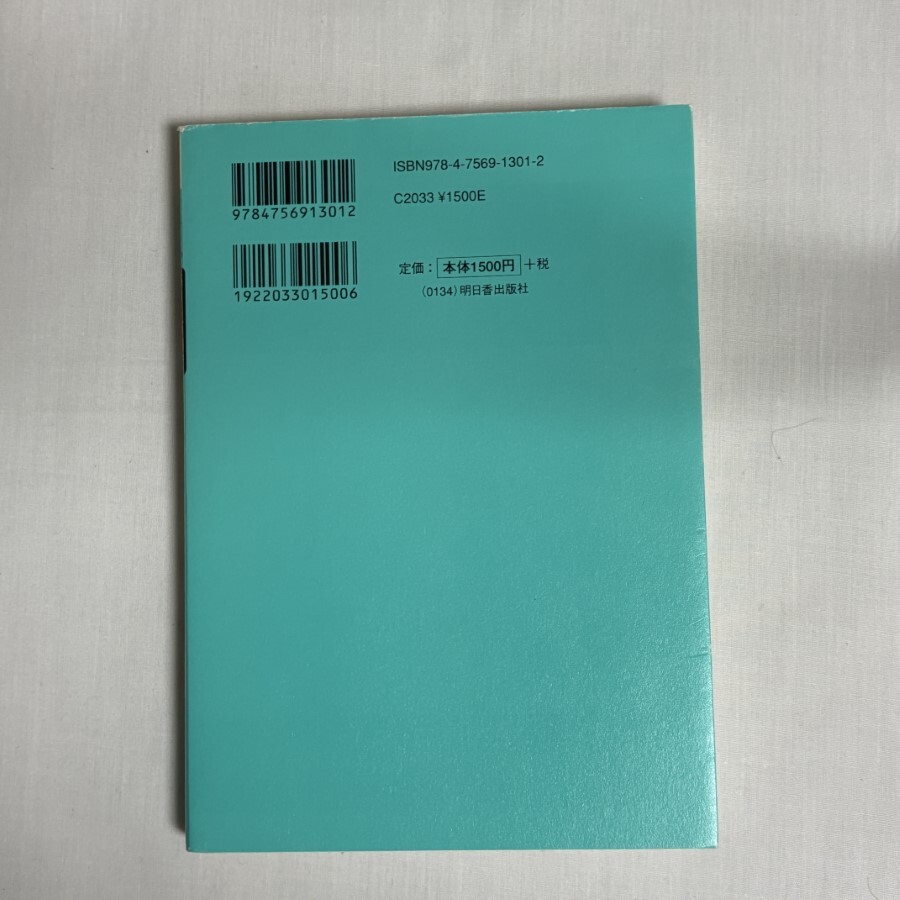 ISBN978-4-7569-1301-2
C2033 ¥1500E
9784756913012
1922033015006
定価： 本体1500円 +税
(0134) 明日香出版社